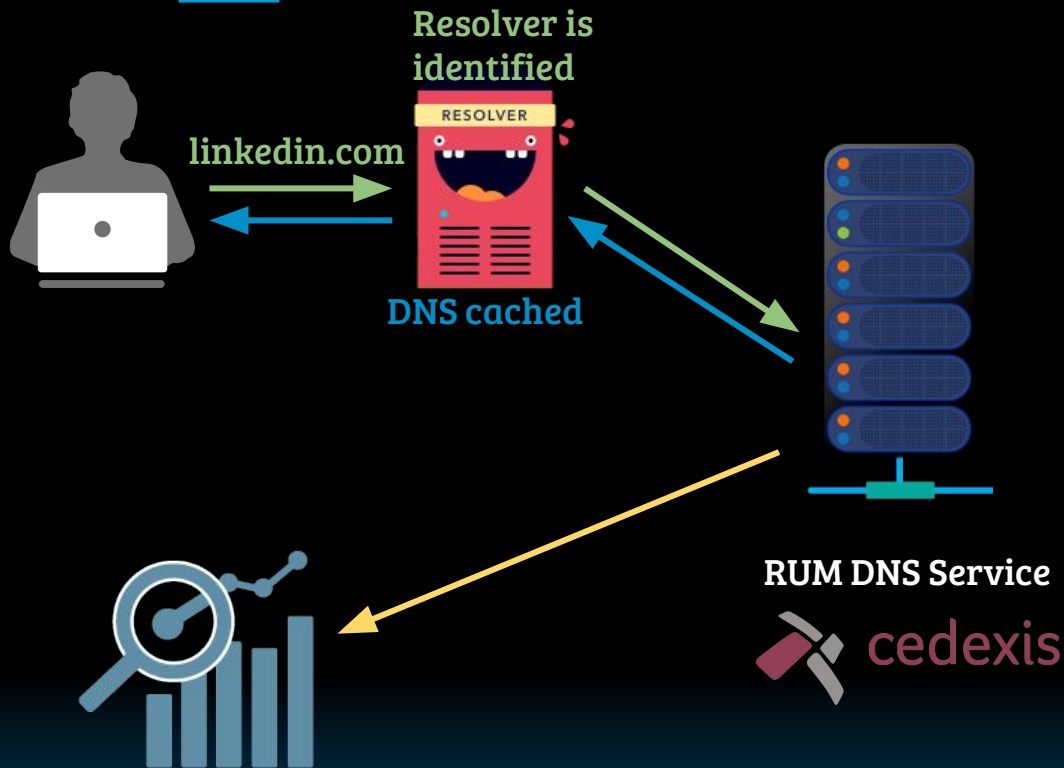 Resolver is
identified
RESOLVER
linkedin.com
DNS cached
RUM DNS Service
cedexis